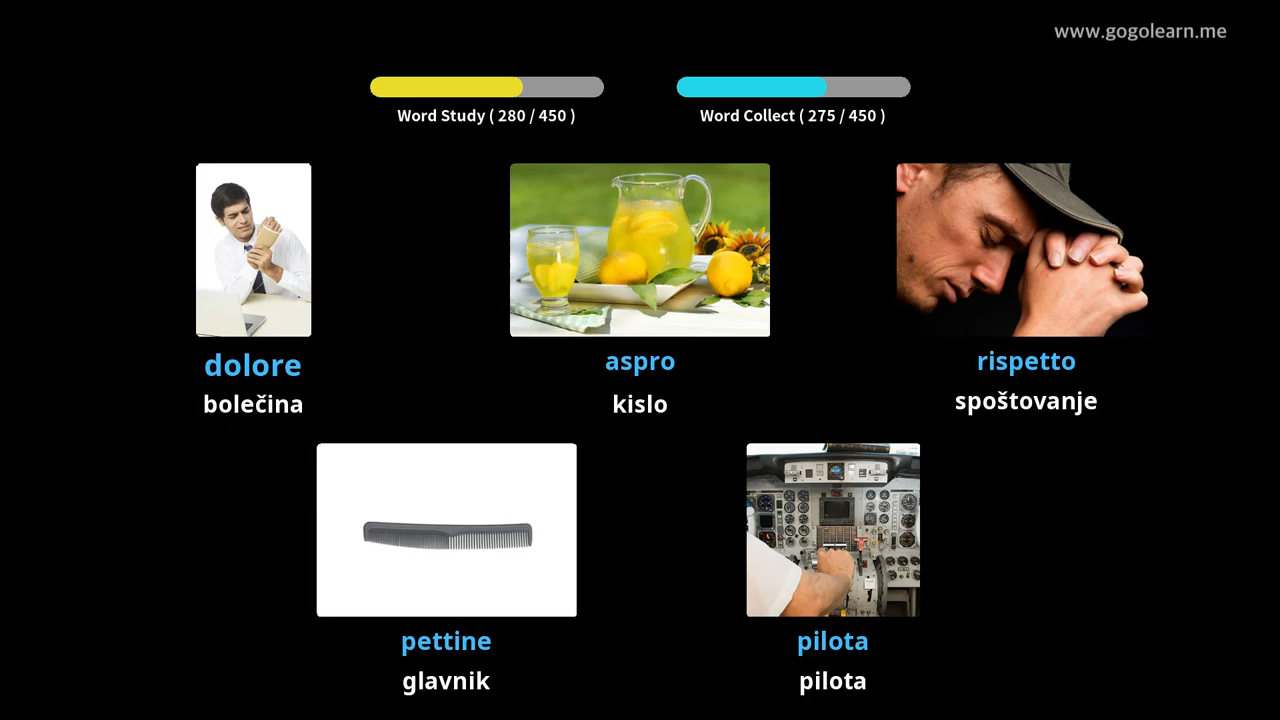 www.gogolearn.me
Word Study ( 280 / 450 )
Word Collect ( 275 / 450 )
dolore
bolečina
aspro
kislo
rispetto
spoštovanje
pettine
glavnik
pilota
pilota